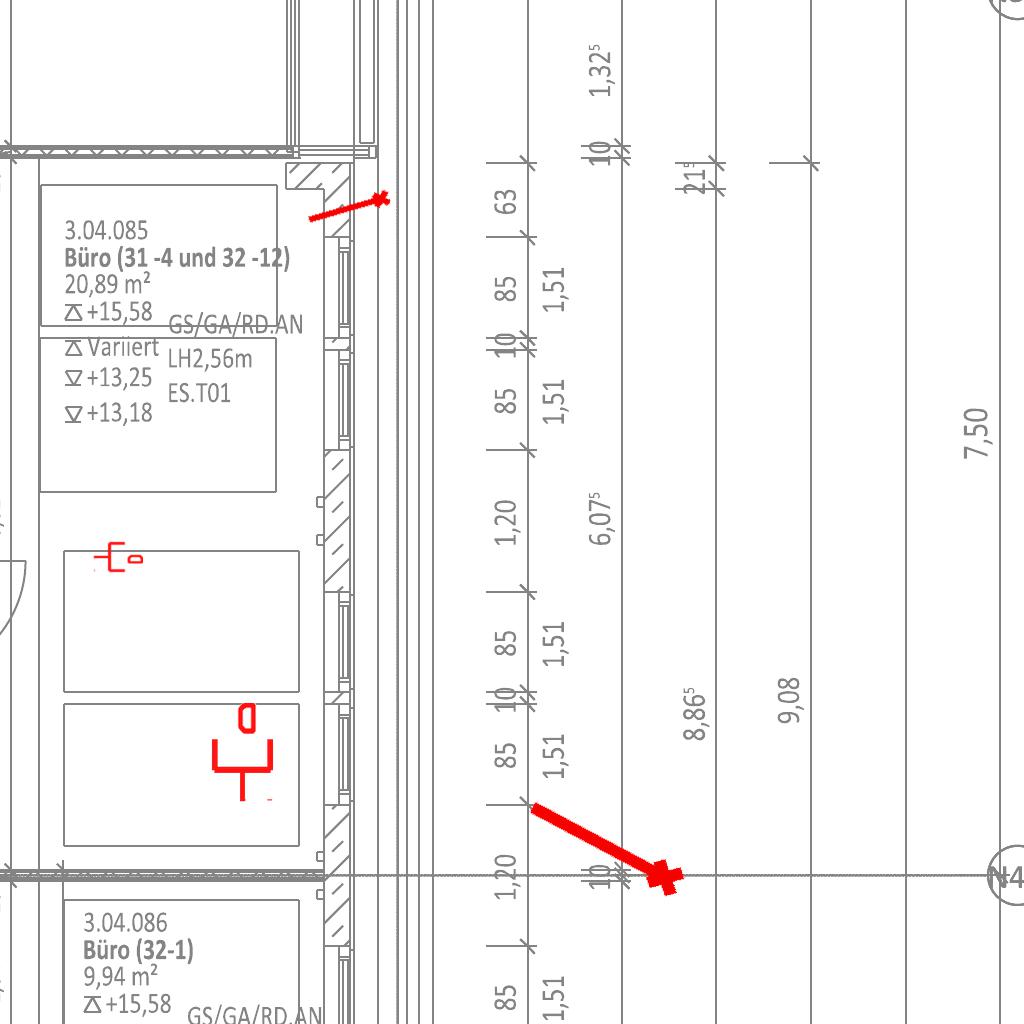 3.04.085
Büro (31 -4 und 32 -12)
20,89 m²
+15,58
Variiert
+13,25
+13,18
GS/GA/RD.AN
LH2,56m
ES.T01
3.04.086
Büro (32-1)
9,94 m²
+15,58
GS/GA/RD.AN
63
85
10
85
1,20
85
10
85
1,20
85
1,51
1,51
1,51
1,51
1,51
1,32⁵
10
6,07⁵
10
21⁵
8,86⁵
9,08
7,50
N4